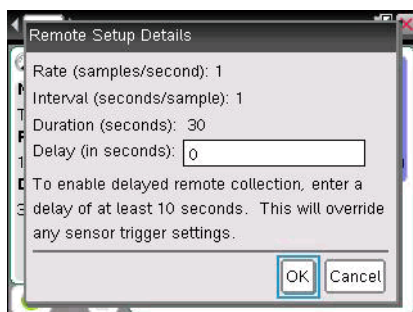 Remote Setup Details
Rate (samples/second): 1
Interval (seconds/sample): 1
Duration (seconds): 30
Delay (in seconds): 0
To enable delayed remote collection, enter a
delay of at least 10 seconds. This will override
any sensor trigger settings.
OK Cancel